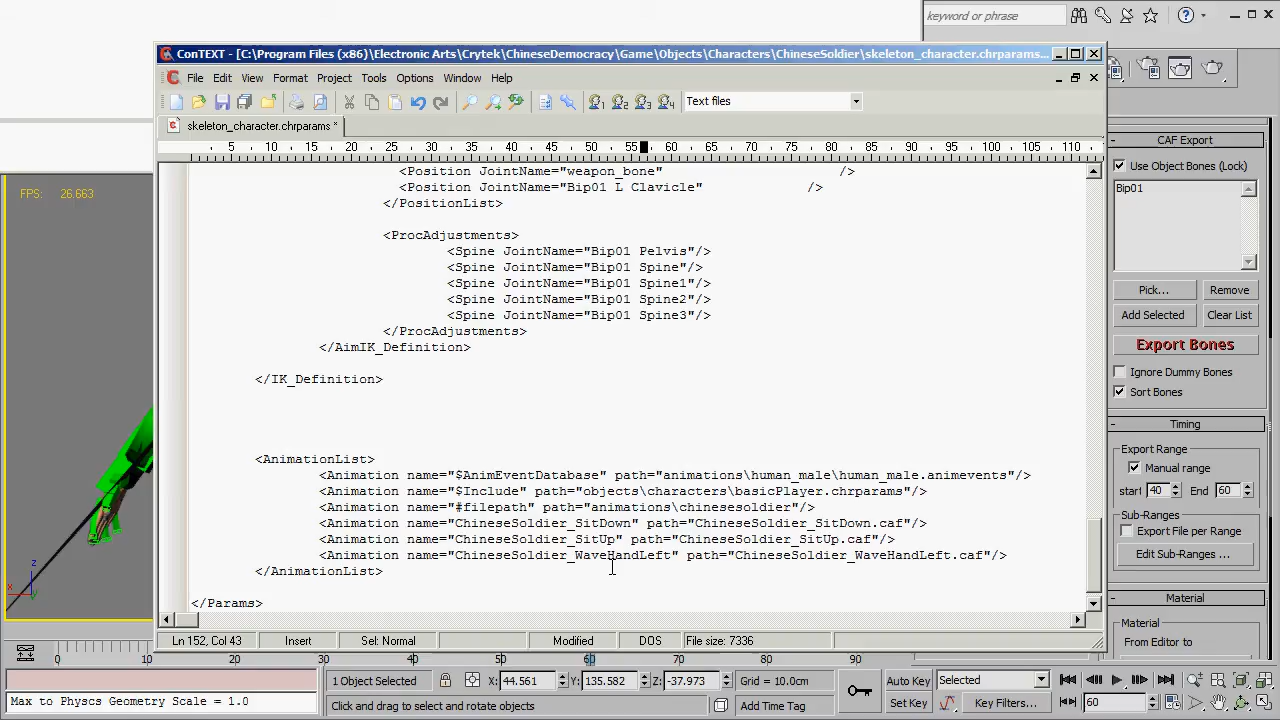 keyword or phrase
ConTEXT - [C:\Program Files (x86)\Electronic Arts\Crytek\ChineseDemocracy\Game\Objects\Characters\ChineseSoldier\skeleton_character.chrparams...
File Edit View Format Project Tools Options Window Help
Text files
skeleton_character.chrparams *
5 10 15 20 25 30 35 40 45 50 55 60 65 70 75 80 85 90 95 100 105 110
<Position JointName="weapon_bone" />
<Position JointName="Bip01 L Clavicle" />
</PositionList>
<ProcAdjustments>
<Spine JointName="Bip01 Pelvis"/>
<Spine JointName="Bip01 Spine"/>
<Spine JointName="Bip01 Spine1"/>
<Spine JointName="Bip01 Spine2"/>
<Spine JointName="Bip01 Spine3"/>
</ProcAdjustments>
</AimIK_Definition>
</IK_Definition>
<AnimationList>
<Animation name="$AnimEventDatabase" path="animations\human_male\human_male.animevents"/>
<Animation name="$Include" path="objects\characters\basicPlayer.chrparams"/>
<Animation name="#filepath" path="animations\chinesesoldier"/>
<Animation name="ChineseSoldier_SitDown" path="ChineseSoldier_SitDown.caf"/>
<Animation name="ChineseSoldier_SitUp" path="ChineseSoldier_SitUp.caf"/>
<Animation name="ChineseSoldier_WaveHandLeft" path="ChineseSoldier_WaveHandLeft.caf"/>
</AnimationList>
</Params>
Ln 152, Col 43 Insert Sel: Normal Modified DOS File size: 7336
FPS: 26.663
z
x
y
CAF Export
Use Object Bones (Lock)
Bip01
Pick... Remove
Add Selected Clear List
Export Bones
Ignore Dummy Bones
Sort Bones
Timing
Export Range
Manual range
start 40 End 60
Sub-Ranges
Export File per Range
Edit Sub-Ranges ...
Material
Material
From Editor to
0 10 20 30 40 50 60 70 80 90
1 Object Selected X: 44.561 Y: 135.582 Z: -37.973 Grid = 10.0cm Auto Key Selected
Max to Physcs Geometry Scale = 1.0 Click and drag to select and rotate objects Add Time Tag Set Key Key Filters... 60